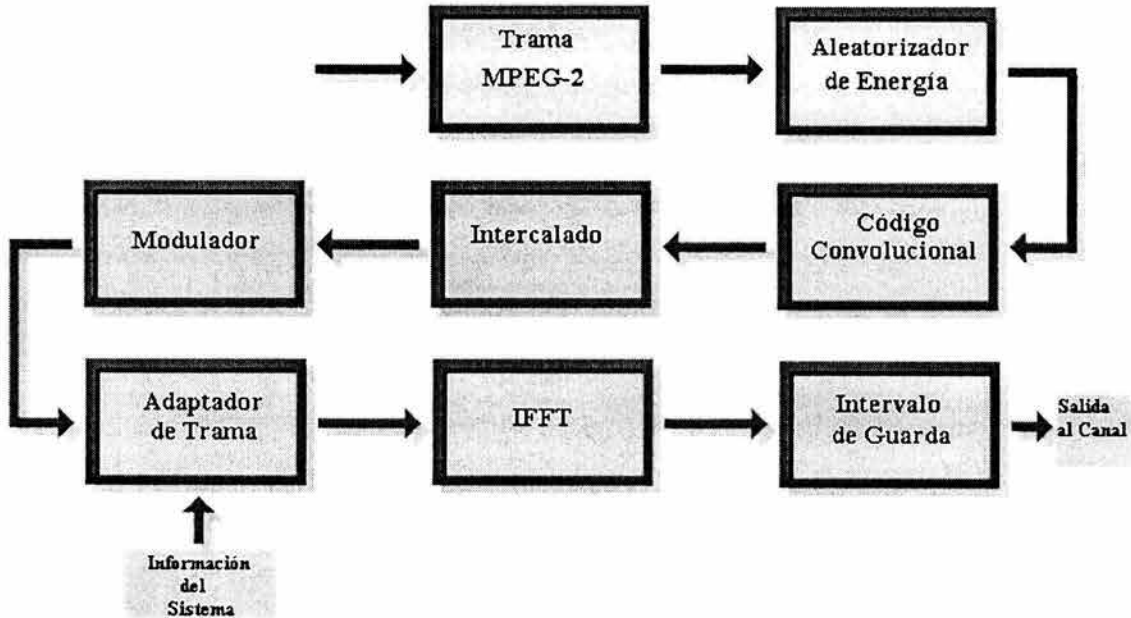 Trama
MPEG-2
Aleatorizador
de Energía
Modulador
Intercalado
Código
Convolucional
Adaptador
de Trama
IFFT
Intervalo
de Guarda
Salida
al Canal
Información
del
Sistema